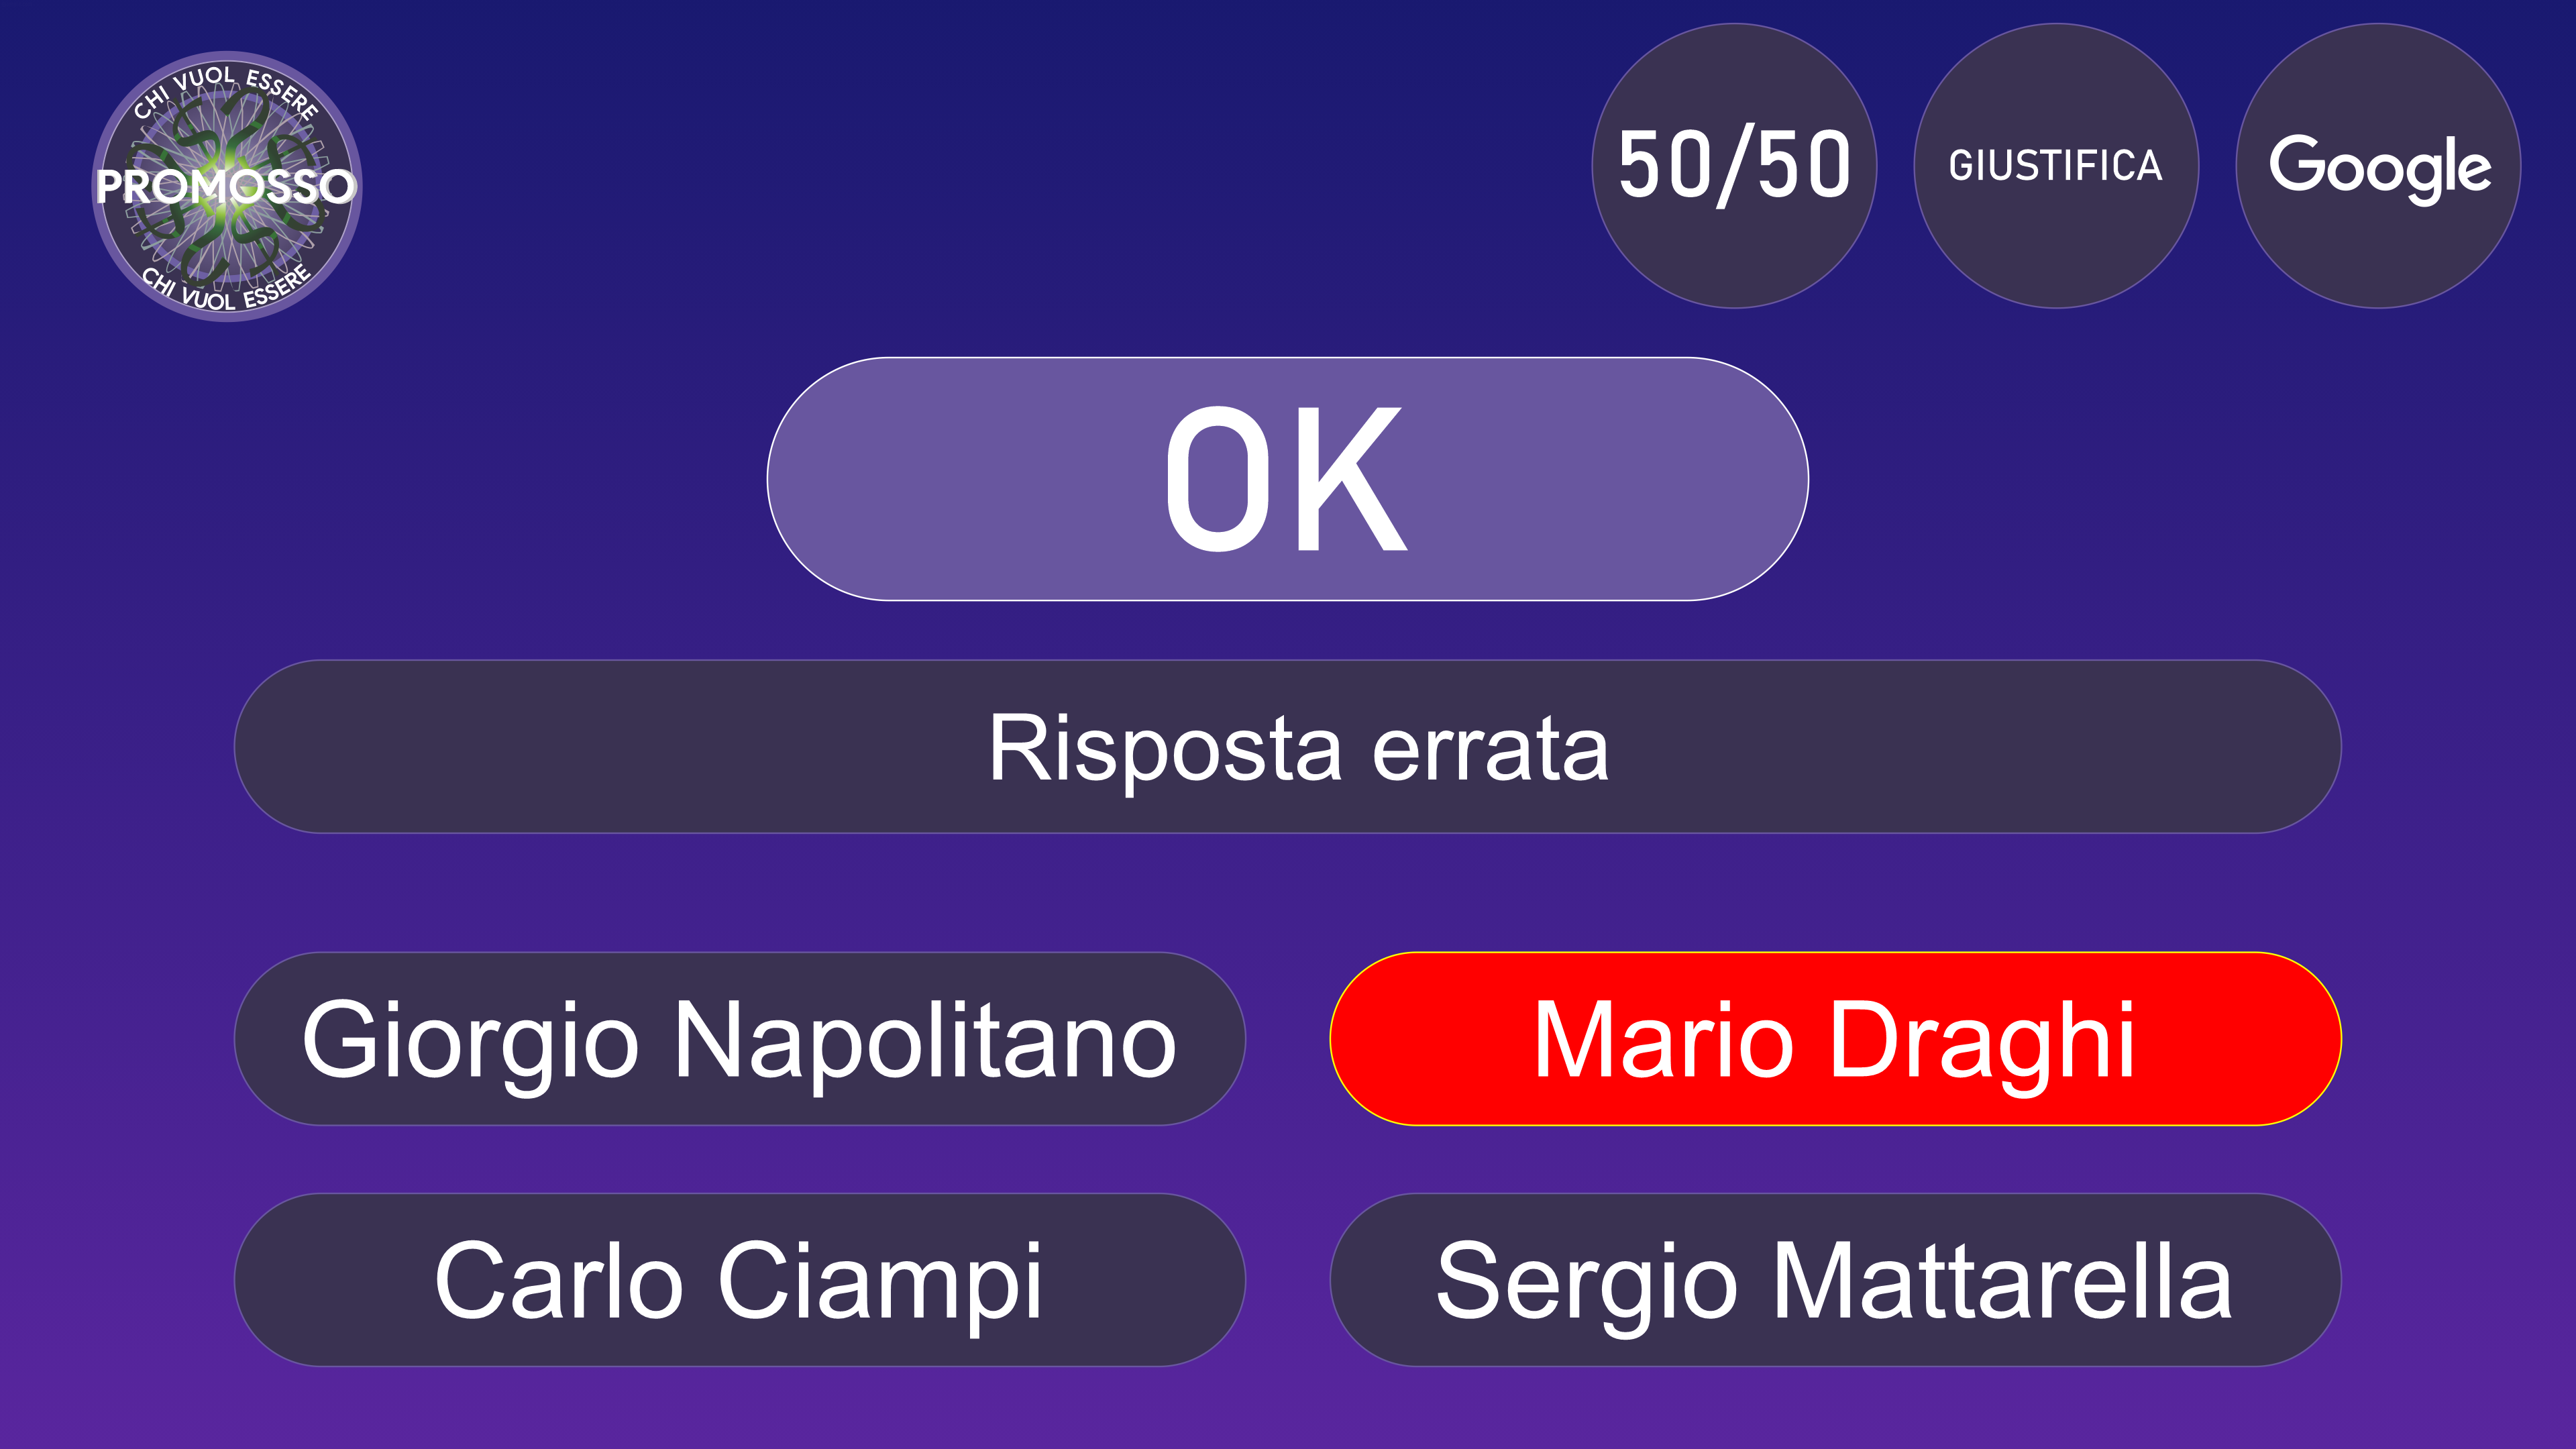 CHI VUOL ESSERE
PROMOSSO
CHI VUOL ESSERE
50/50
GIUSTIFICA
Google
OK
Risposta errata
Giorgio Napolitano
Mario Draghi
Carlo Ciampi
Sergio Mattarella